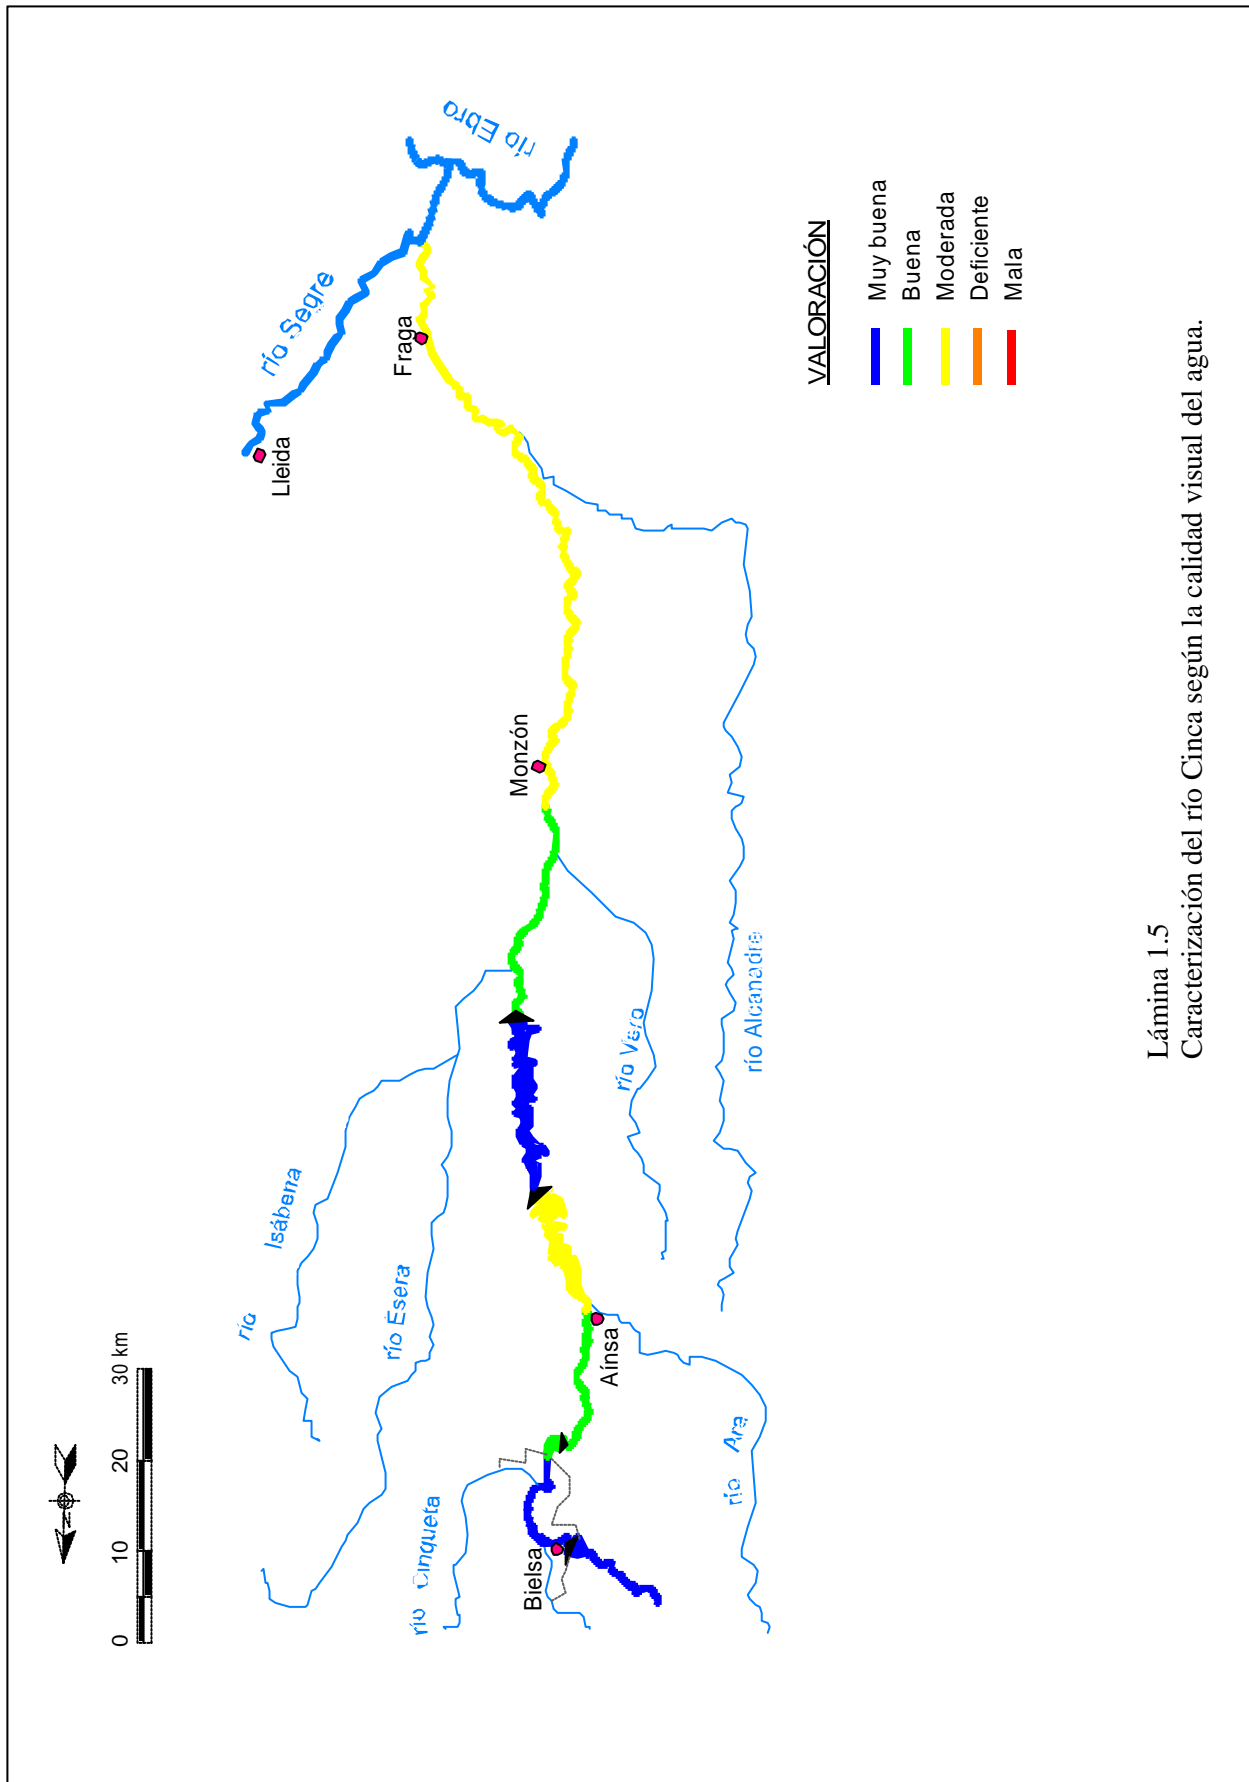 0 10 20 30 km
N
río Cinqueta
río Esera
río Isábena
Bielsa
río Ara
Aínsa
río Vero
río Alcanadre
Monzón
Lleida
río Segre
Fraga
río Ebro
VALORACIÓN
Muy buena
Buena
Moderada
Deficiente
Mala
Lámina 1.5
Caracterización del río Cinca según la calidad visual del agua.